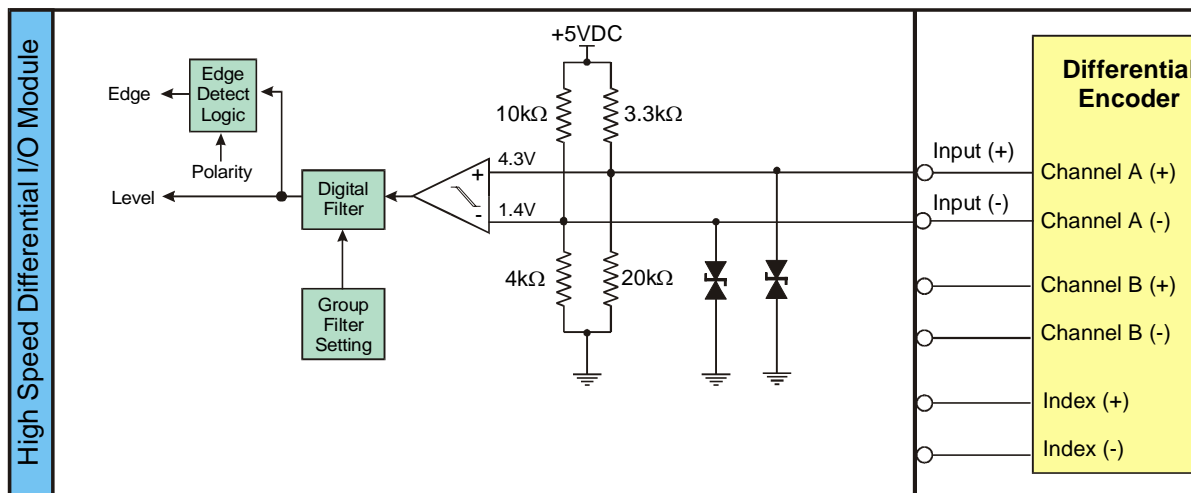 High Speed Differential I/O Module
+5VDC
Edge
Detect
Logic
Edge
10kΩ
3.3kΩ
Polarity
4.3V
+
Level
Digital
Filter
1.4V
-
4kΩ
20kΩ
Group
Filter
Setting
Input (+)
Input (-)
Differential
Encoder
Channel A (+)
Channel A (-)
Channel B (+)
Channel B (-)
Index (+)
Index (-)